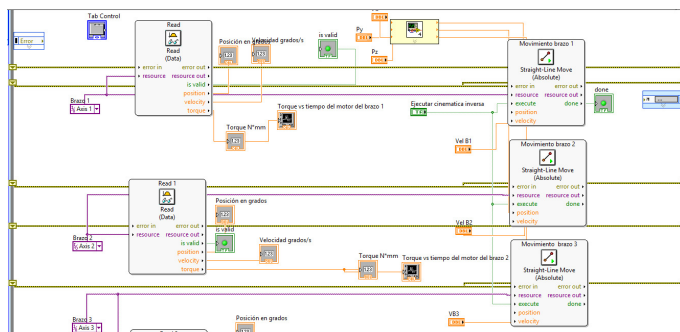 Tab Control
Error
Read
Read
(Data)
error in error out
resource resource out
is valid
position
velocity
torque
Posición en grados
Velocidad grados/s
is valid
Brazo 1
Axis 1
Torque N*mm
Torque vs tiempo del motor del brazo 1
Py
Pz
Ejecutar cinematica inversa
Vel B1
Movimiento brazo 1
Straight-Line Move
(Absolute)
error in error out
resource resource out
execute done
position
velocity
done
Movimiento brazo 2
Straight-Line Move
(Absolute)
error in error out
resource resource out
execute done
position
velocity
Vel B2
Read 1
Read
(Data)
error in error out
resource resource out
is valid
position
velocity
torque
Posición en grados
is valid
Velocidad grados/s
Brazo 2
Axis 2
Torque N*mm
Torque vs tiempo del motor del brazo 2
Movimiento brazo 3
Straight-Line Move
(Absolute)
error in error out
resource resource out
execute done
position
velocity
VB3
Brazo 3
Axis 3
Posición en grados